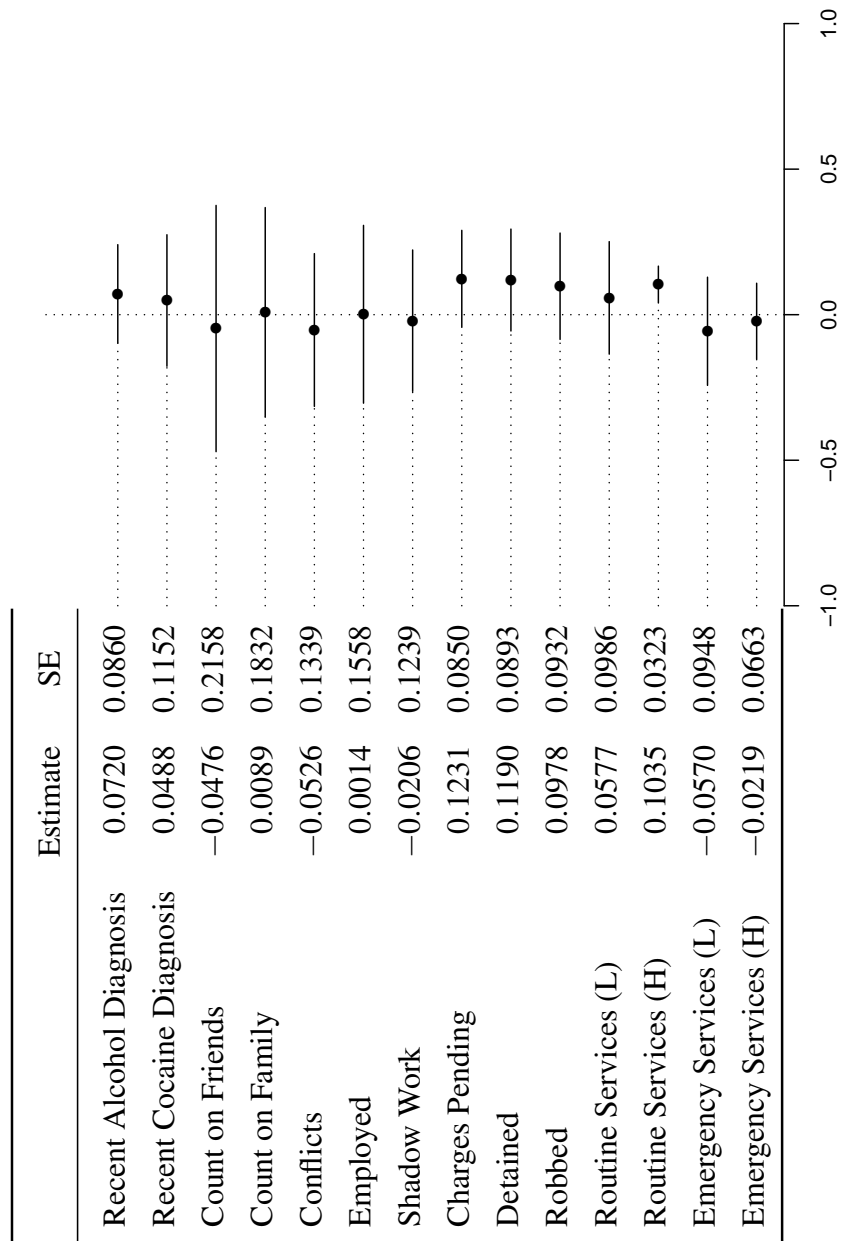 Estimate SE
Recent Alcohol Diagnosis 0.0720 0.0860
Recent Cocaine Diagnosis 0.0488 0.1152
Count on Friends −0.0476 0.2158
Count on Family 0.0089 0.1832
Conflicts −0.0526 0.1339
Employed 0.0014 0.1558
Shadow Work −0.0206 0.1239
Charges Pending 0.1231 0.0850
Detained 0.1190 0.0893
Robbed 0.0978 0.0932
Routine Services (L) 0.0577 0.0986
Routine Services (H) 0.1035 0.0323
Emergency Services (L) −0.0570 0.0948
Emergency Services (H) −0.0219 0.0663
−1.0 −0.5 0.0 0.5 1.0